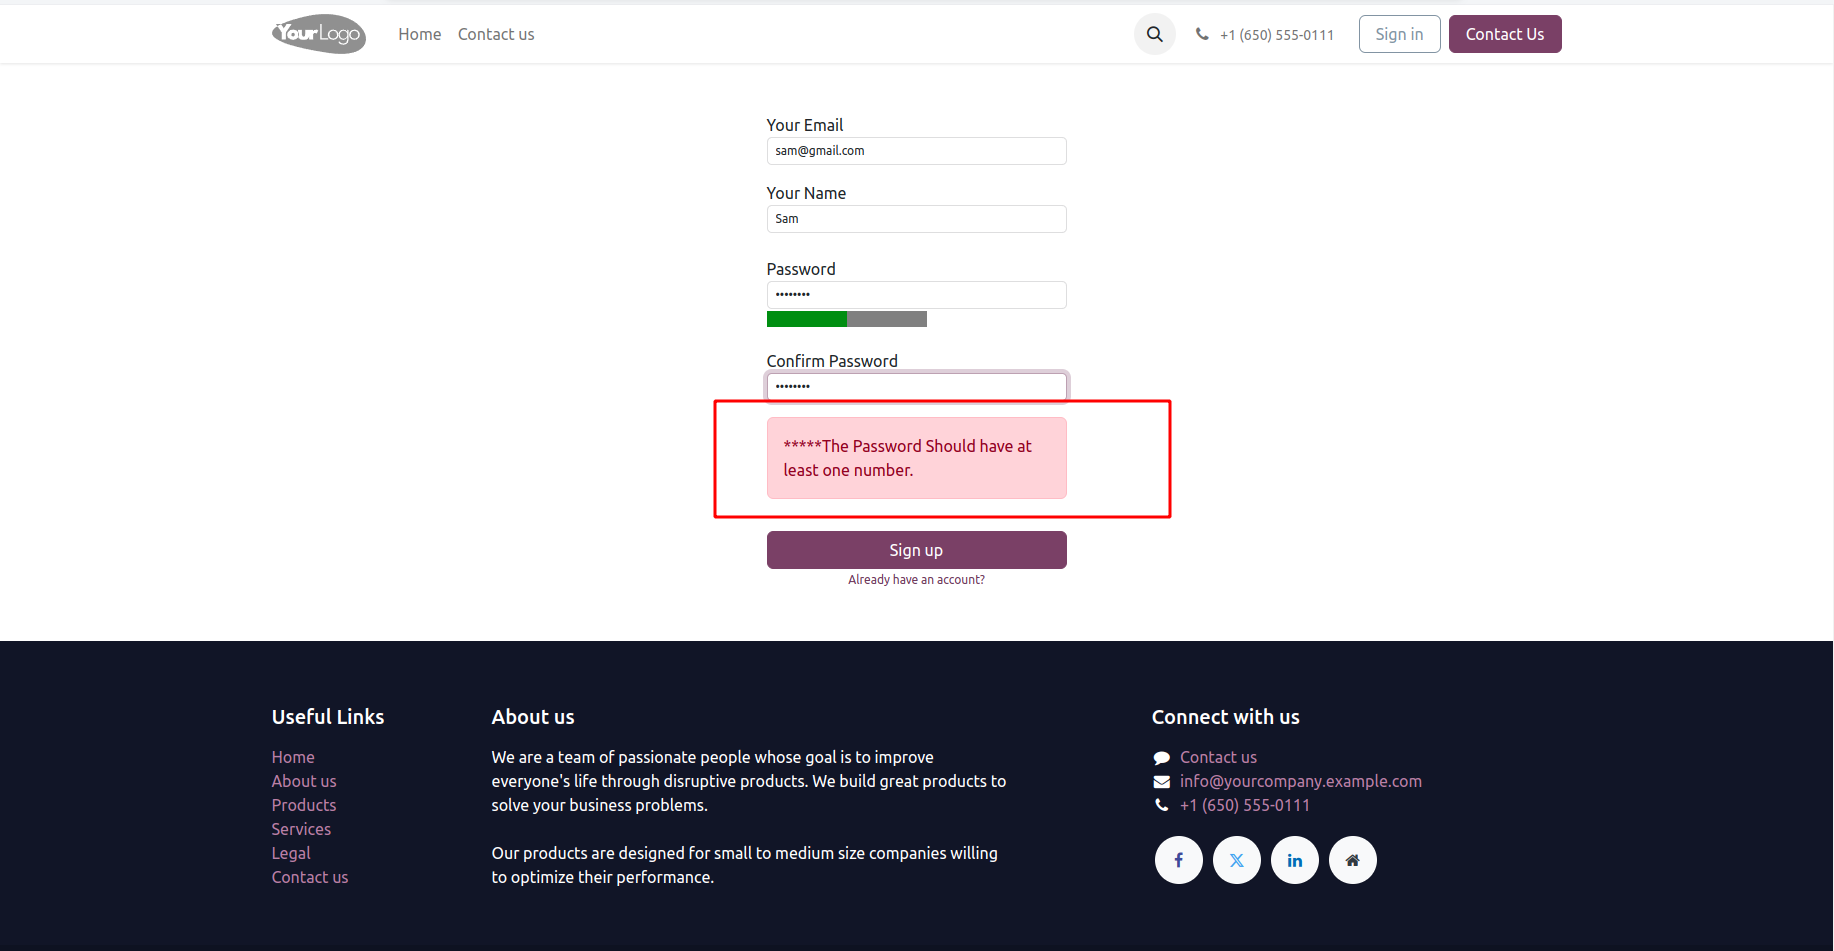 YourLogo
Home
Contact us
+1 (650) 555-0111
Sign in
Contact Us
Your Email
sam@gmail.com
Your Name
Sam
Password
••••••••
Confirm Password
••••••••
*****The Password Should have at
least one number.
Sign up
Already have an account?
Useful Links
Home
About us
Products
Services
Legal
Contact us
About us
We are a team of passionate people whose goal is to improve
everyone's life through disruptive products. We build great products to
solve your business problems.
Our products are designed for small to medium size companies willing
to optimize their performance.
Connect with us
Contact us
info@yourcompany.example.com
+1 (650) 555-0111